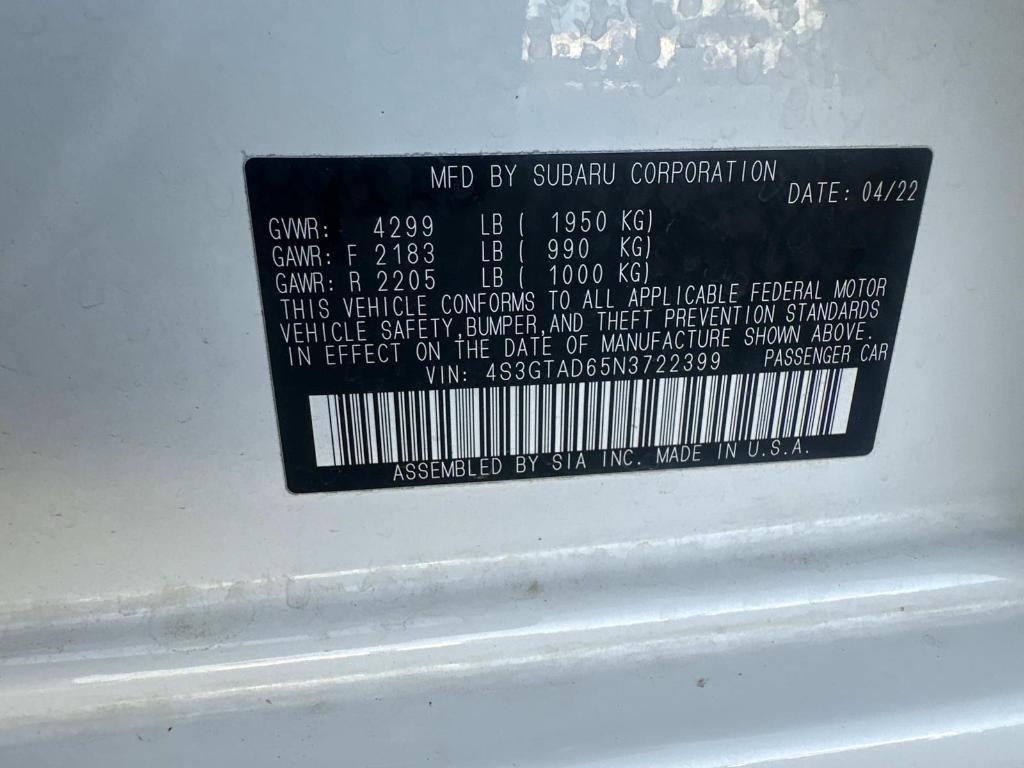 MFD BY SUBARU CORPORATION
DATE: 04/22
GVWR: 4299 LB ( 1950 KG)
GAWR: F 2183 LB ( 990 KG)
GAWR: R 2205 LB ( 1000 KG)
THIS VEHICLE CONFORMS TO ALL APPLICABLE FEDERAL MOTOR
VEHICLE SAFETY, BUMPER, AND THEFT PREVENTION STANDARDS
IN EFFECT ON THE DATE OF MANUFACTURE SHOWN ABOVE.
VIN: 4S3GTAD65N3722399 PASSENGER CAR
ASSEMBLED BY SIA INC. MADE IN U.S.A.